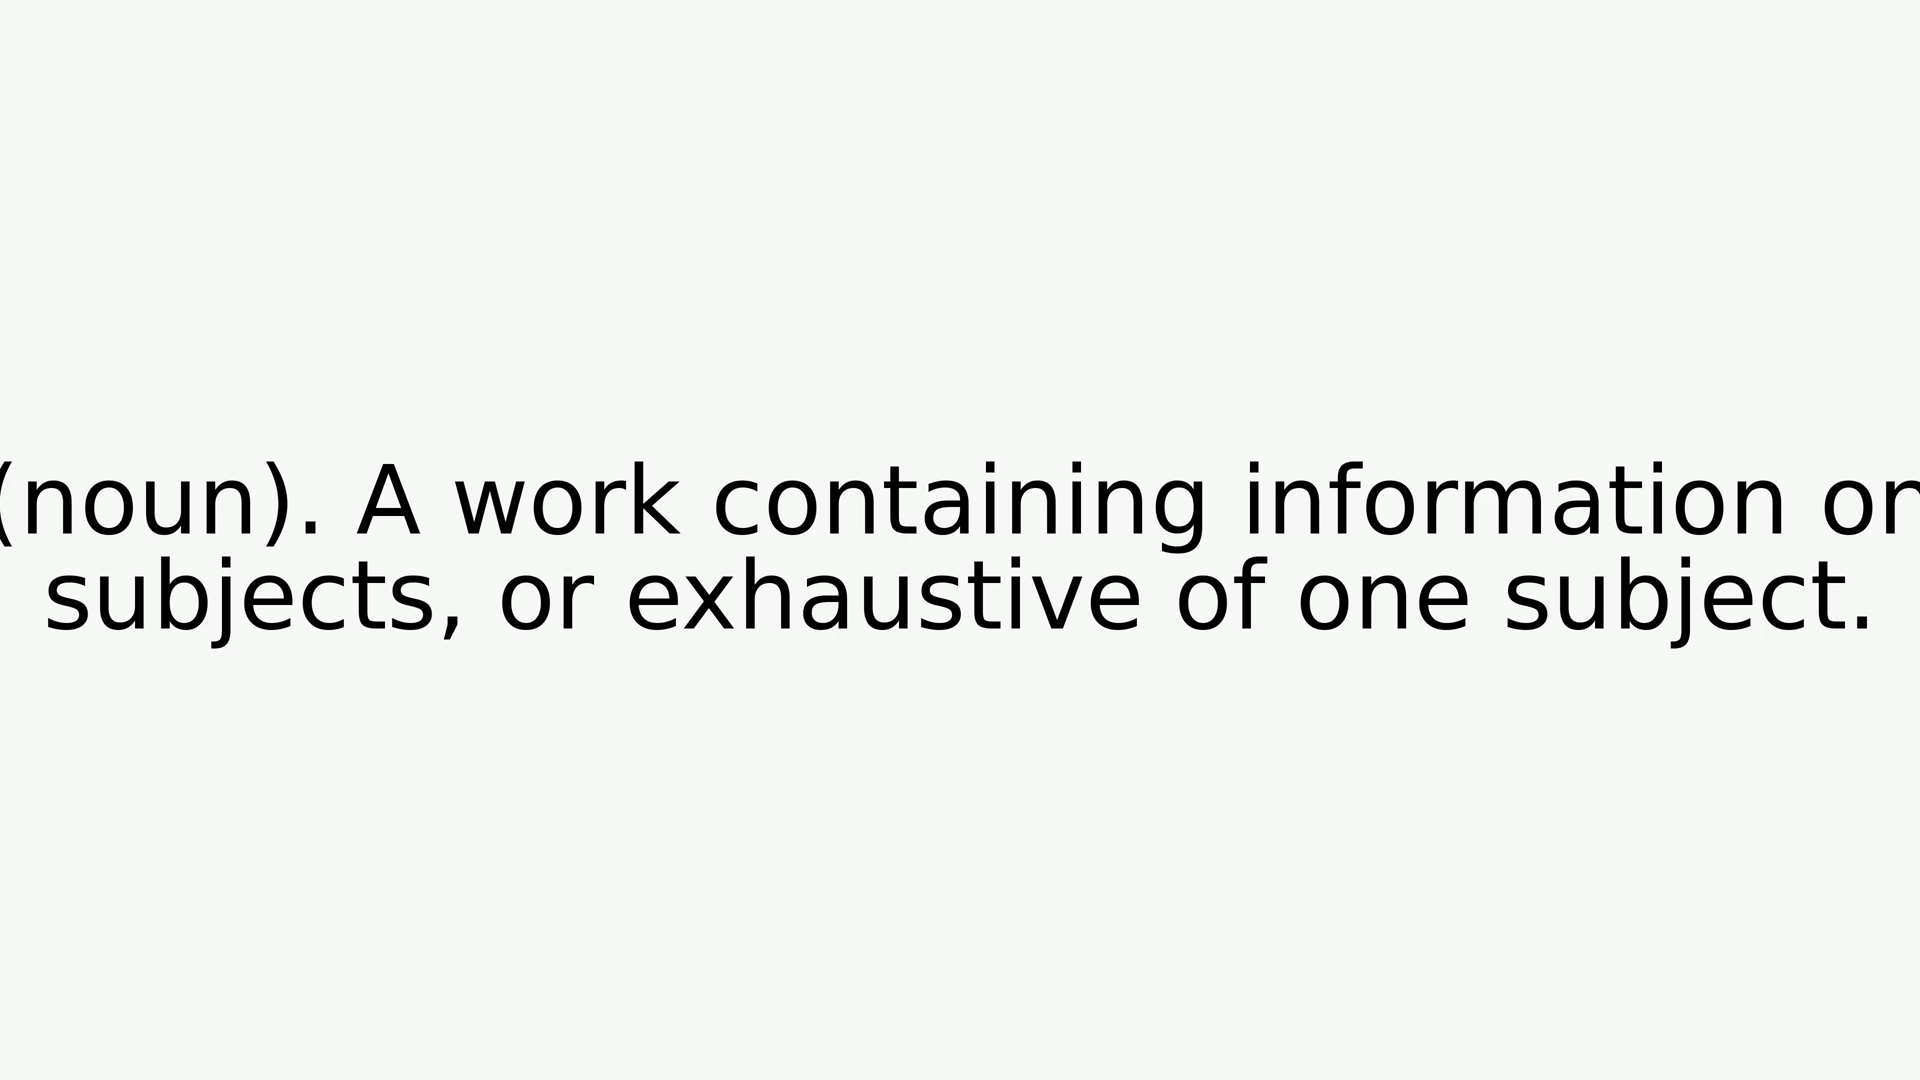 (noun). A work containing information on
subjects, or exhaustive of one subject.